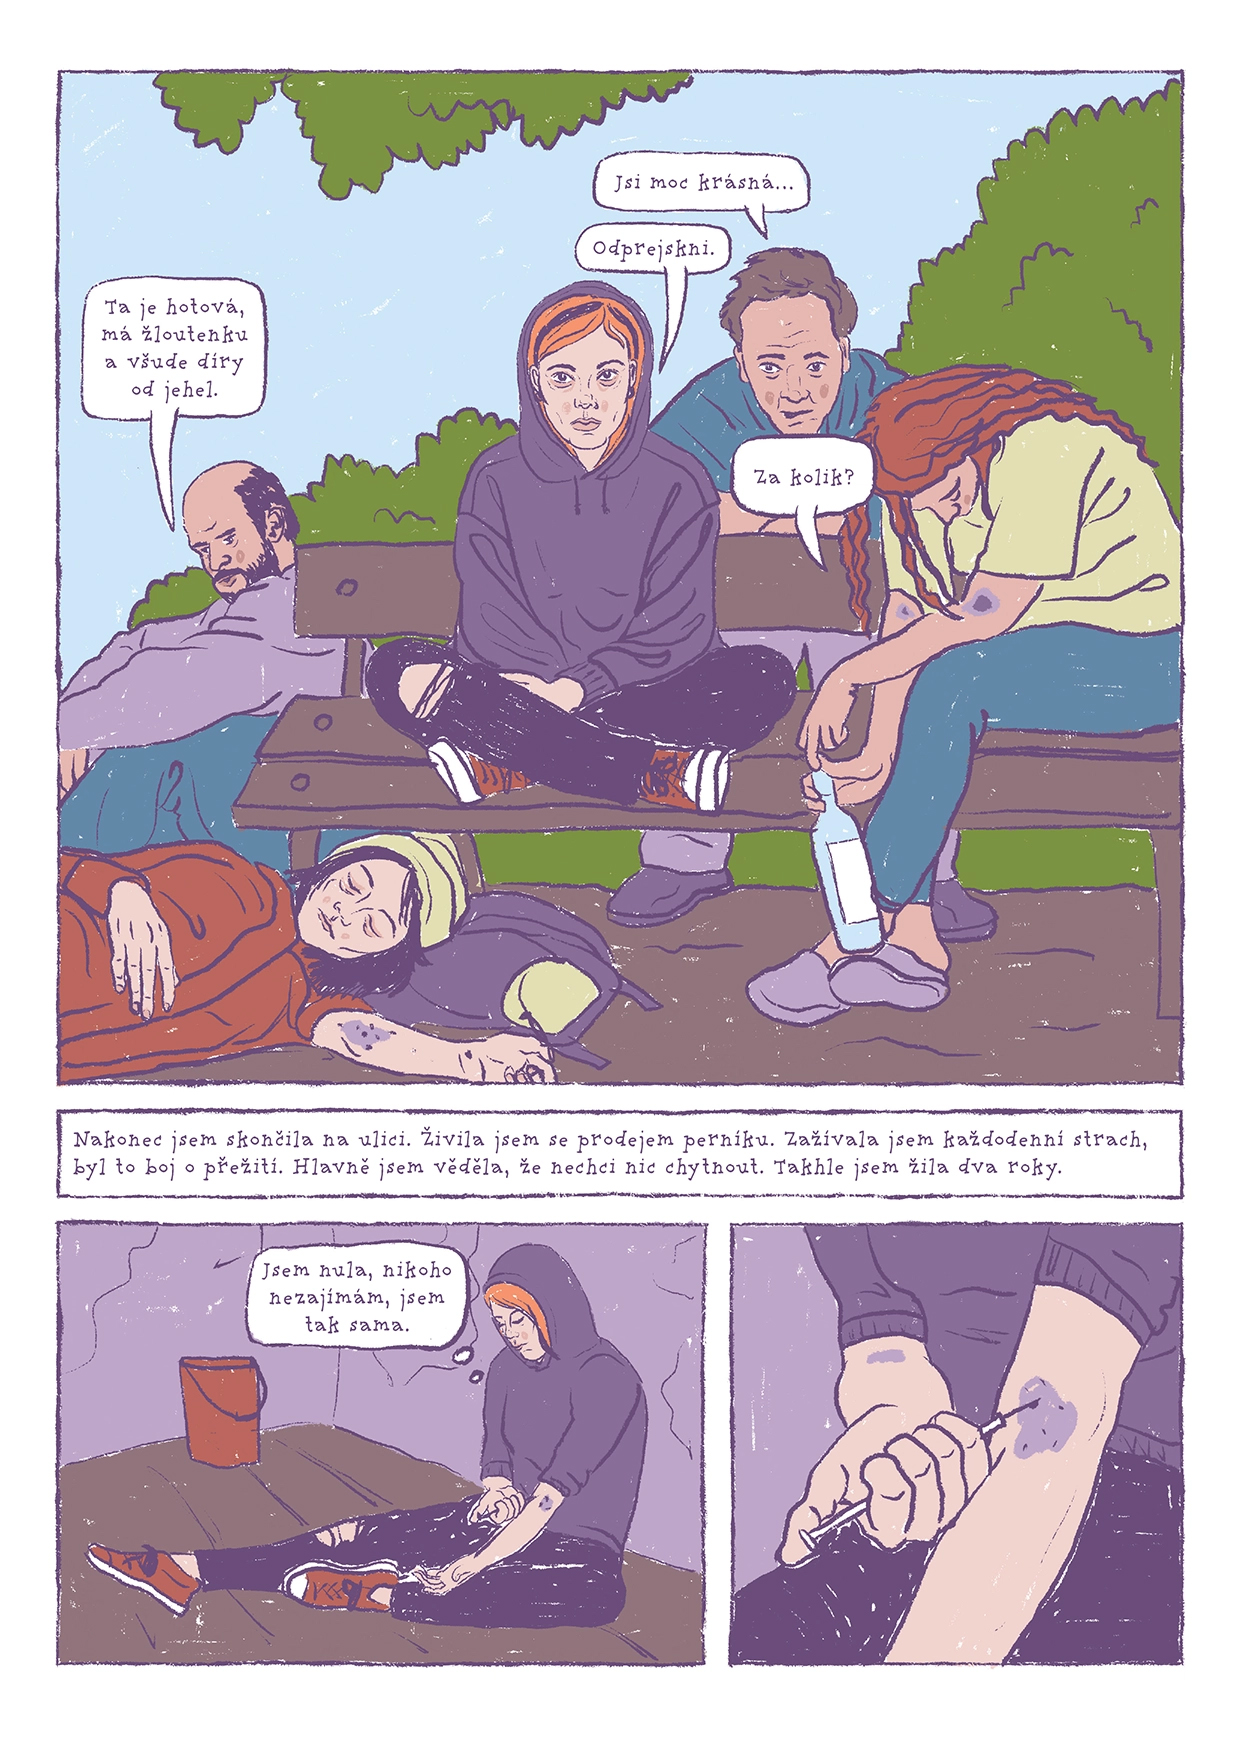 Jsi moc krásná...
Odprejskni.
Ta je hotová,
má žloutenku
a všude díry
od jehel.
Za kolik?
Nakonec jsem skončila na ulici. Živila jsem se prodejem perníku. Zažívala jsem každodenní strach,
byl to boj o přežití. Hlavně jsem věděla, že nechci nic chytnout. Takhle jsem žila dva roky.
Jsem nula, nikoho
nezajímám, jsem
tak sama.